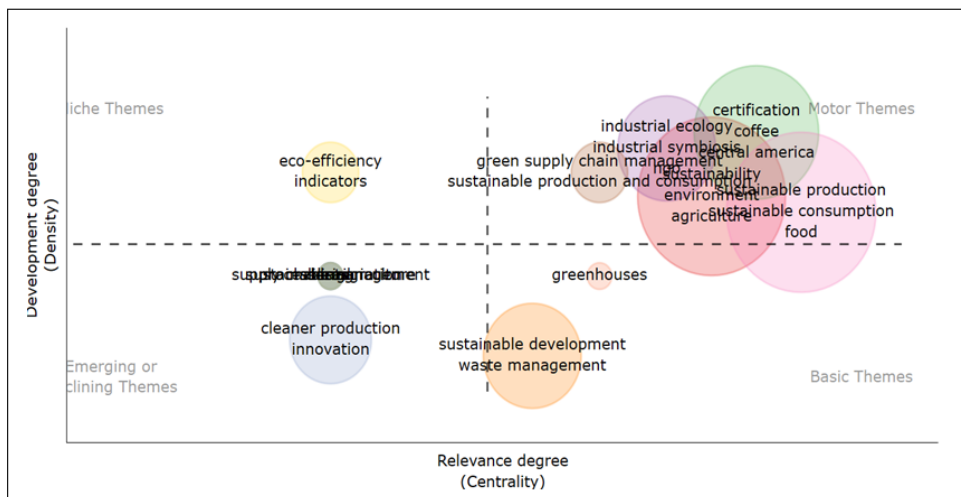 liche Themes
Motor Themes
certification
coffee
central america
industrial ecology
industrial symbiosis
ngo
eco-efficiency
indicators
green supply chain management
sustainable production and consumption
sustainability
environment
agriculture
sustainable production
sustainable consumption
food
greenhouses
cleaner production
innovation
sustainable development
waste management
Emerging or
clining Themes
Basic Themes
Development degree
(Density)
Relevance degree
(Centrality)